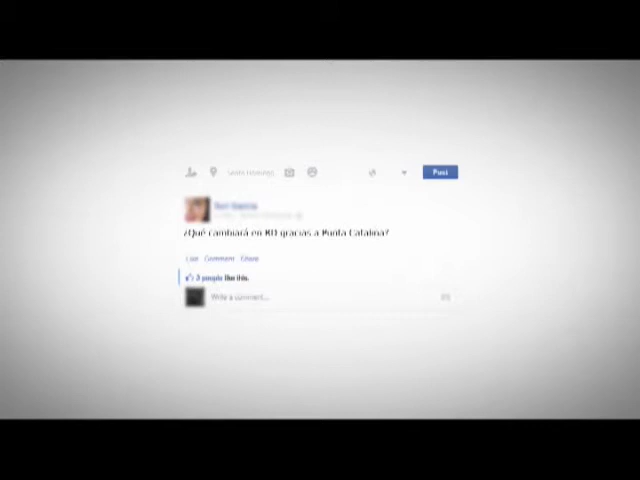 Post
¿Qué cambiará en RD gracias a Punta Catalina?
Like Comment Share
3 people like this.
Write a comment...